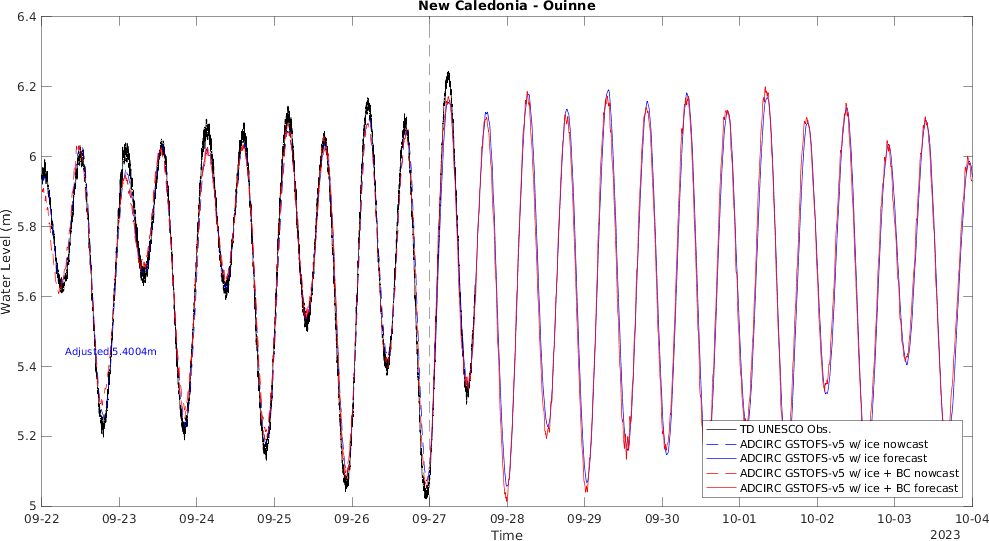 New Caledonia - Ouinne
6.4
6.2
6
5.8
5.6
5.4
5.2
5
Water Level (m)
Adjusted 5.4004m
TD UNESCO Obs.
ADCIRC GSTOFS-v5 w/ ice nowcast
ADCIRC GSTOFS-v5 w/ ice forecast
ADCIRC GSTOFS-v5 w/ ice + BC nowcast
ADCIRC GSTOFS-v5 w/ ice + BC forecast
09-22 09-23 09-24 09-25 09-26 09-27 09-28 09-29 09-30 10-01 10-02 10-03 10-04
Time
2023